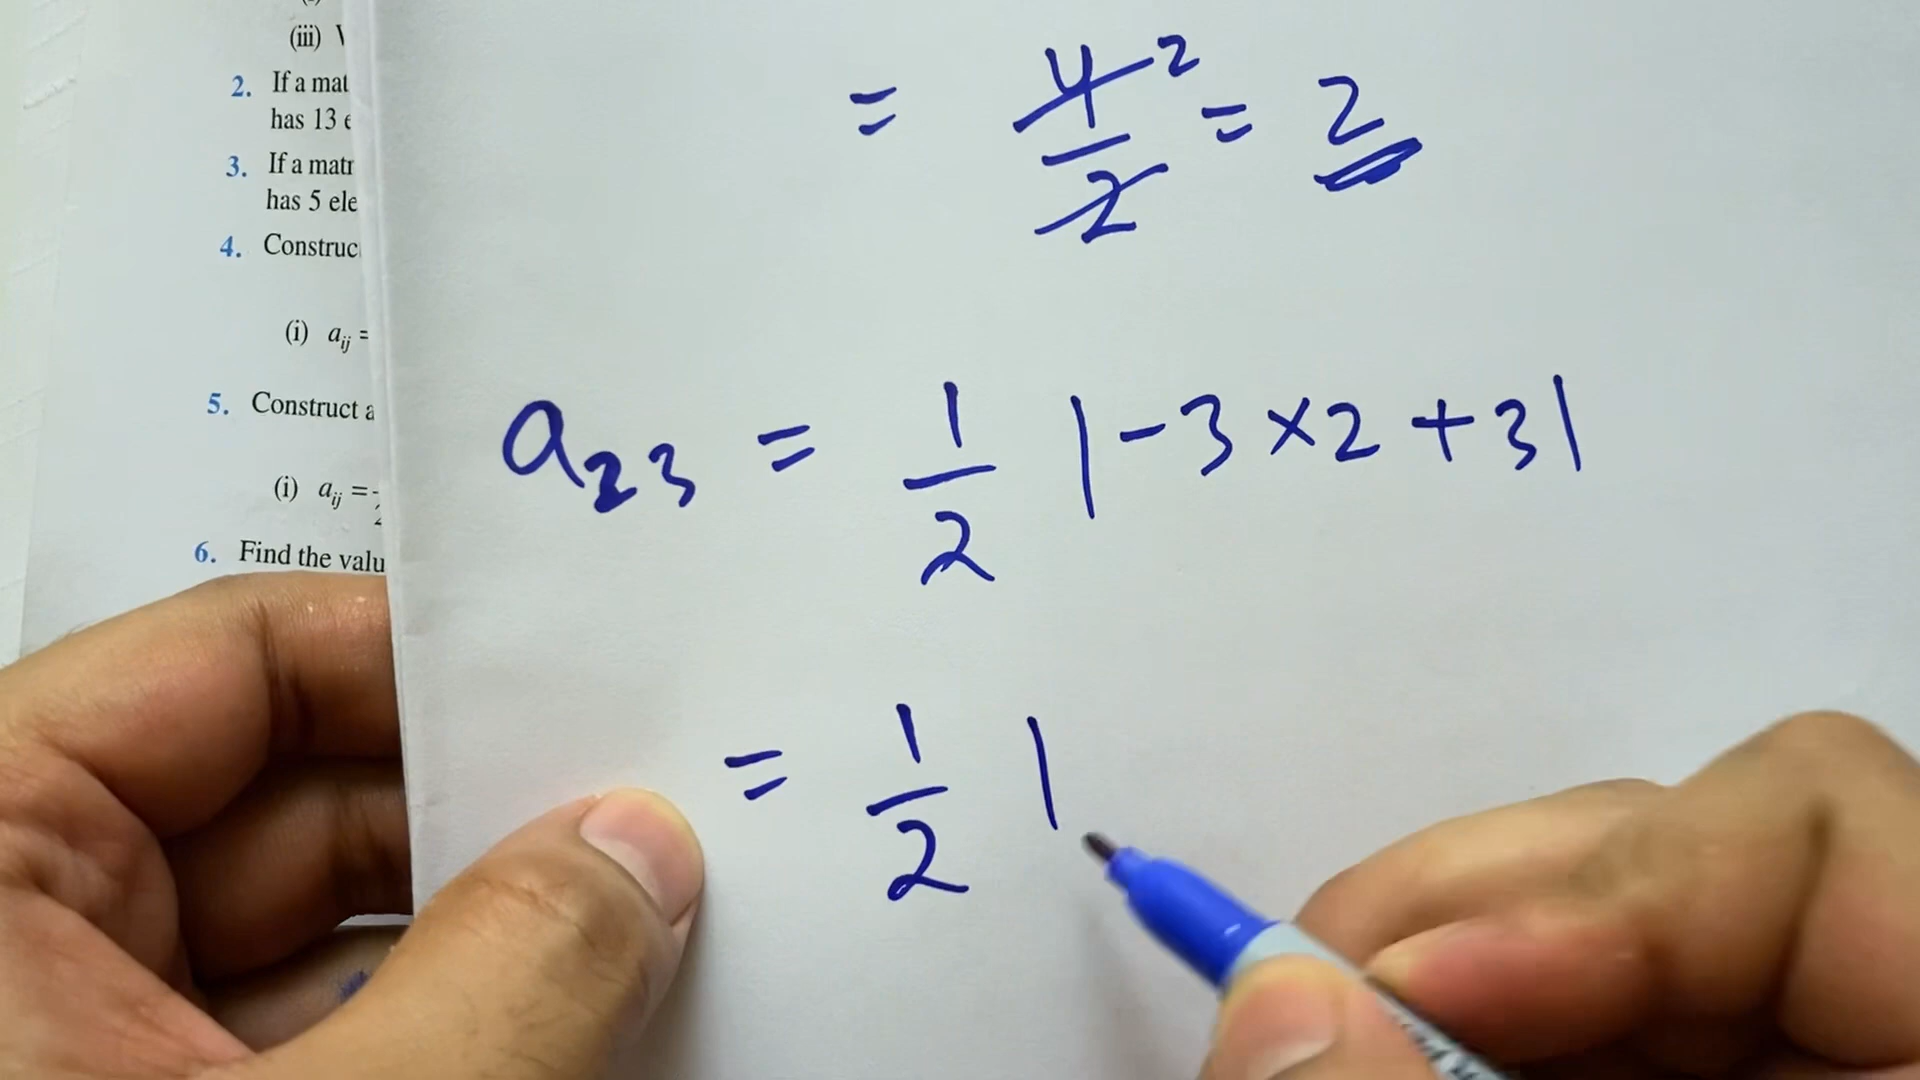 (iii)
2. If a mat
has 13 e
3. If a matr
has 5 ele
4. Construc
(i) aij =
5. Construct a
(i) aij =
6. Find the valu
= 4/2 2 = 2
a23 = 1/2 |-3 × 2 + 3|
= 1/2 |